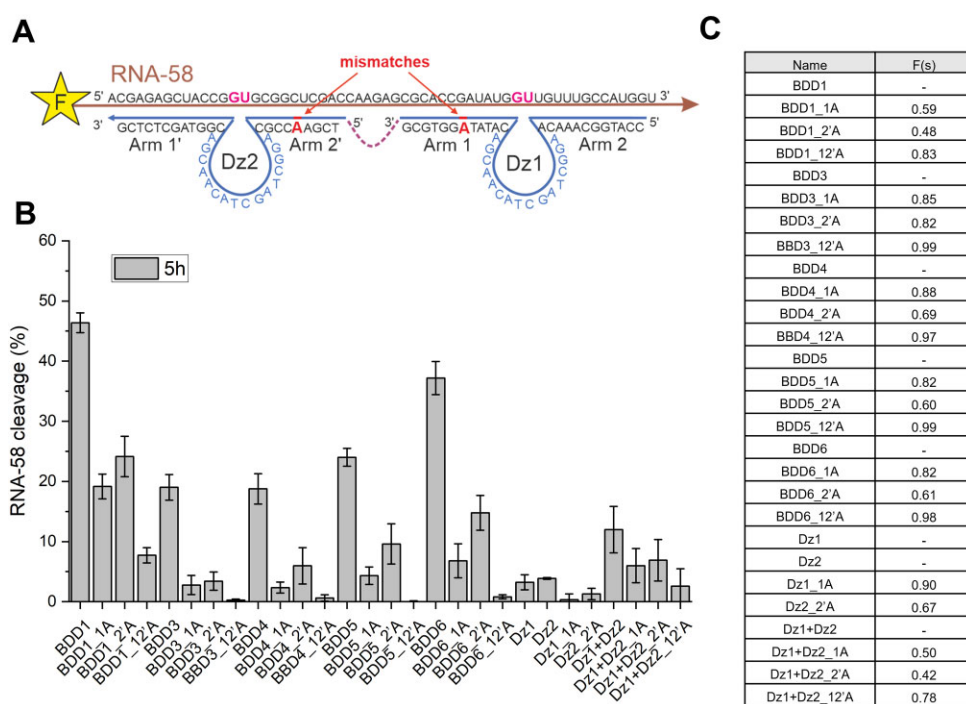 A
mismatches
RNA-58
F
5' ACGAGAGCUACCGGUGCGGCUCGACCAAGAGCGCACCGAUAUGGUUGUUUGCCAUGGU 3'
3' GCTCTCGATGGC CGCCAAGCT 5' 3' GCGTGGATATAC ACAAACGGTACC 5'
Arm 1' Arm 2' Arm 1 Arm 2
Dz2 Dz1
AGCAACATCGATCGGA
AGCAACATCGATCGGA
B
RNA-58 cleavage (%)
60
50
40
30
20
10
0
5h
BDD1
BDD1_1A
BDD1_2'A
BDD1_12'A
BDD3
BDD3_1A
BDD3_2'A
BBD3_12'A
BDD4
BDD4_1A
BDD4_2'A
BBD4_12'A
BDD5
BDD5_1A
BDD5_2'A
BDD5_12'A
BDD6
BDD6_1A
BDD6_2'A
BDD6_12'A
Dz1
Dz2
Dz1_1A
Dz2_2'A
Dz1+Dz2
Dz1+Dz2_1A
Dz1+Dz2_2'A
Dz1+Dz2_12'A
C
Name F(s)
BDD1 -
BDD1_1A 0.59
BDD1_2'A 0.48
BDD1_12'A 0.83
BDD3 -
BDD3_1A 0.85
BDD3_2'A 0.82
BBD3_12'A 0.99
BDD4 -
BDD4_1A 0.88
BDD4_2'A 0.69
BBD4_12'A 0.97
BDD5 -
BDD5_1A 0.82
BDD5_2'A 0.60
BDD5_12'A 0.99
BDD6 -
BDD6_1A 0.82
BDD6_2'A 0.61
BDD6_12'A 0.98
Dz1 -
Dz2 -
Dz1_1A 0.90
Dz2_2'A 0.67
Dz1+Dz2 -
Dz1+Dz2_1A 0.50
Dz1+Dz2_2'A 0.42
Dz1+Dz2_12'A 0.78